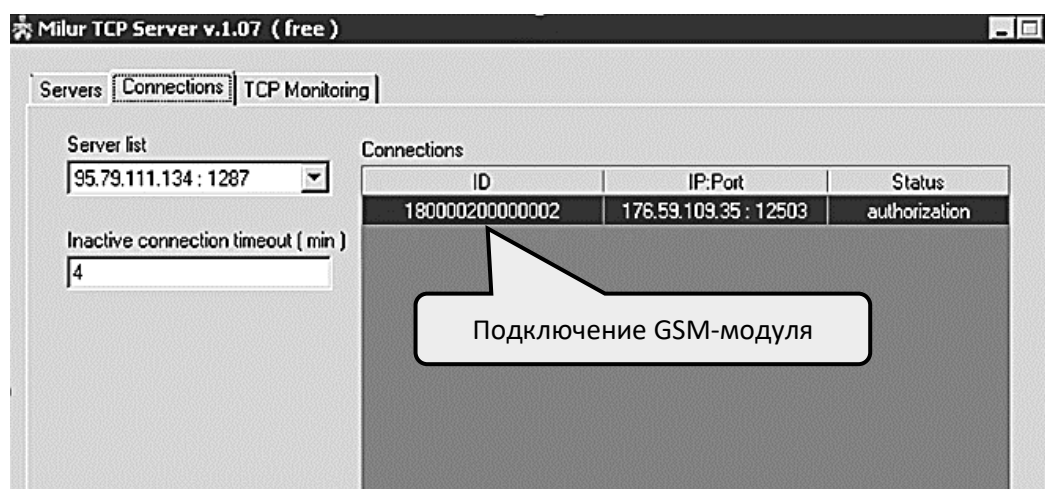 Milur TCP Server v.1.07 ( free )
Servers Connections TCP Monitoring
Server list
95.79.111.134 : 1287
Inactive connection timeout ( min )
4
Connections
ID IP:Port Status
180000200000002 176.59.109.35 : 12503 authorization
Подключение GSM-модуля